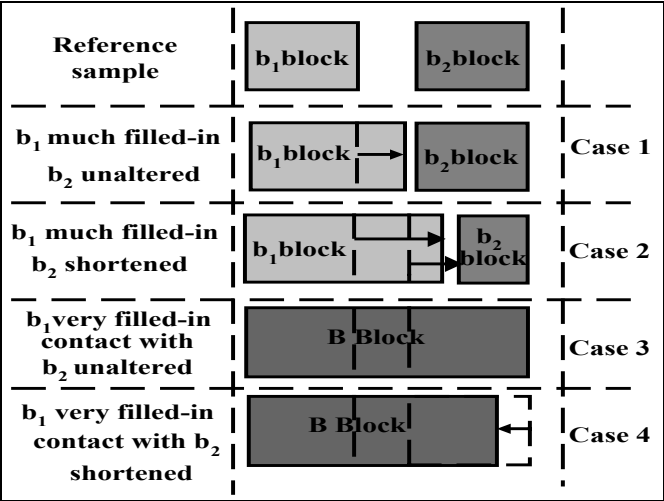 Reference
sample
b₁block
b₂block
b₁ much filled-in
b₂ unaltered
b₁block
b₂block
Case 1
b₁ much filled-in
b₂ shortened
b₁block
b₂
block
Case 2
b₁very filled-in
contact with
b₂ unaltered
B Block
Case 3
b₁ very filled-in
contact with b₂
shortened
B Block
Case 4